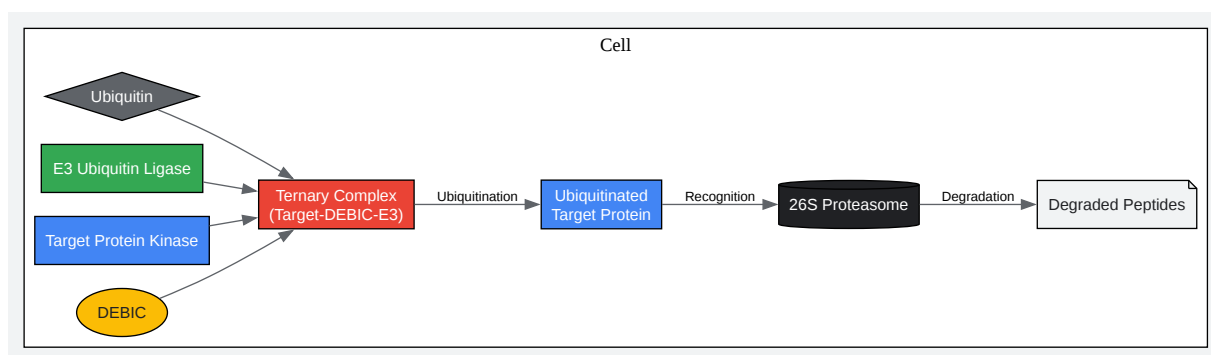 Cell
Ubiquitin
E3 Ubiquitin Ligase
Target Protein Kinase
DEBIC
Ternary Complex
(Target-DEBIC-E3)
Ubiquitination
Ubiquitinated
Target Protein
Recognition
26S Proteasome
Degradation
Degraded Peptides